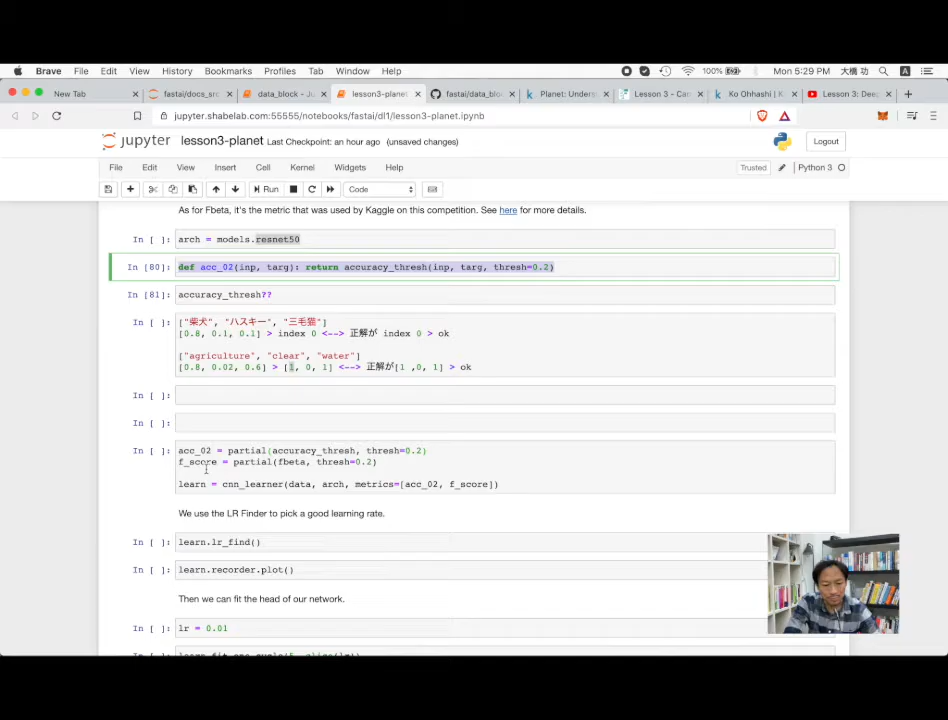 Brave File Edit View History Bookmarks Profiles Tab Window Help 100% Mon 5:29 PM 大橋 功 A
New Tab × fastai/docs_src × data_block - Ju × lesson3-planet × fastai/data_blo × Planet: Unders × Lesson 3 - Cam × Ko Ohhashi | K × Lesson 3: Deep × +
jupyter.shabelab.com:55555/notebooks/fastai/dl1/lesson3-planet.ipynb
jupyter lesson3-planet Last Checkpoint: an hour ago (unsaved changes) Logout
File Edit View Insert Cell Kernel Widgets Help Trusted Python 3
Run Code
As for Fbeta, it's the metric that was used by Kaggle on this competition. See here for more details.
In [ ]: arch = models.resnet50
In [80]: def acc_02(inp, targ): return accuracy_thresh(inp, targ, thresh=0.2)
In [81]: accuracy_thresh??
In [ ]: ["柴犬", "ハスキー", "三毛猫"]
[0.8, 0.1, 0.1] > index 0 <--> 正解が index 0 > ok
["agriculture", "clear", "water"]
[0.8, 0.02, 0.6] > [1, 0, 1] <--> 正解が[1 ,0, 1] > ok
In [ ]:
In [ ]:
In [ ]: acc_02 = partial(accuracy_thresh, thresh=0.2)
f_score = partial(fbeta, thresh=0.2)
learn = cnn_learner(data, arch, metrics=[acc_02, f_score])
We use the LR Finder to pick a good learning rate.
In [ ]: learn.lr_find()
In [ ]: learn.recorder.plot()
Then we can fit the head of our network.
In [ ]: lr = 0.01